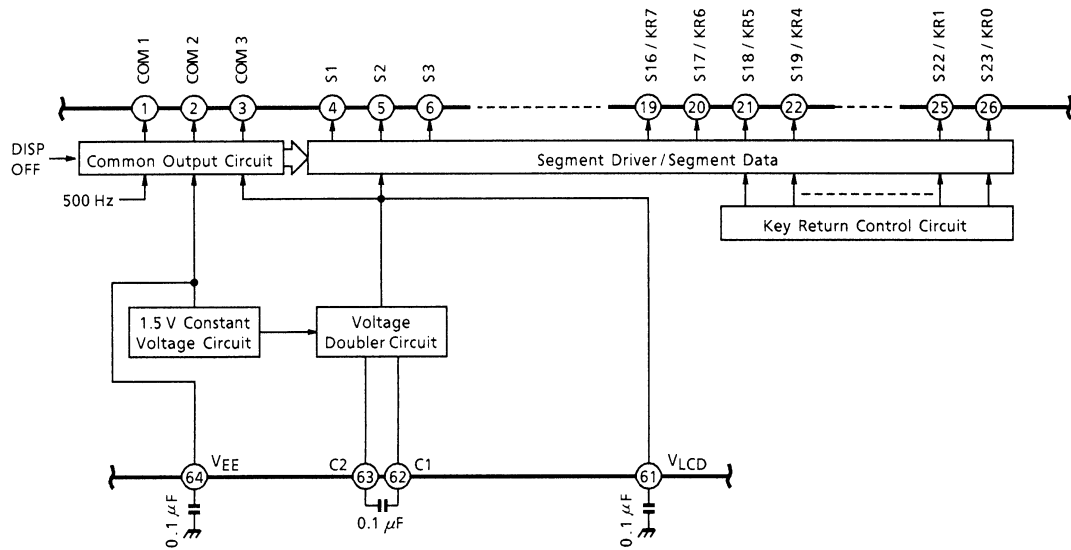 COM 1
COM 2
COM 3
S1
S2
S3
S16 / KR7
S17 / KR6
S18 / KR5
S19 / KR4
S22 / KR1
S23 / KR0
1
2
3
4
5
6
19
20
21
22
25
26
DISP
OFF
Common Output Circuit
Segment Driver / Segment Data
500 Hz
Key Return Control Circuit
1.5 V Constant
Voltage Circuit
Voltage
Doubler Circuit
VEE
C2
C1
VLCD
64
63
62
61
0.1 μF
0.1 μF
0.1 μF